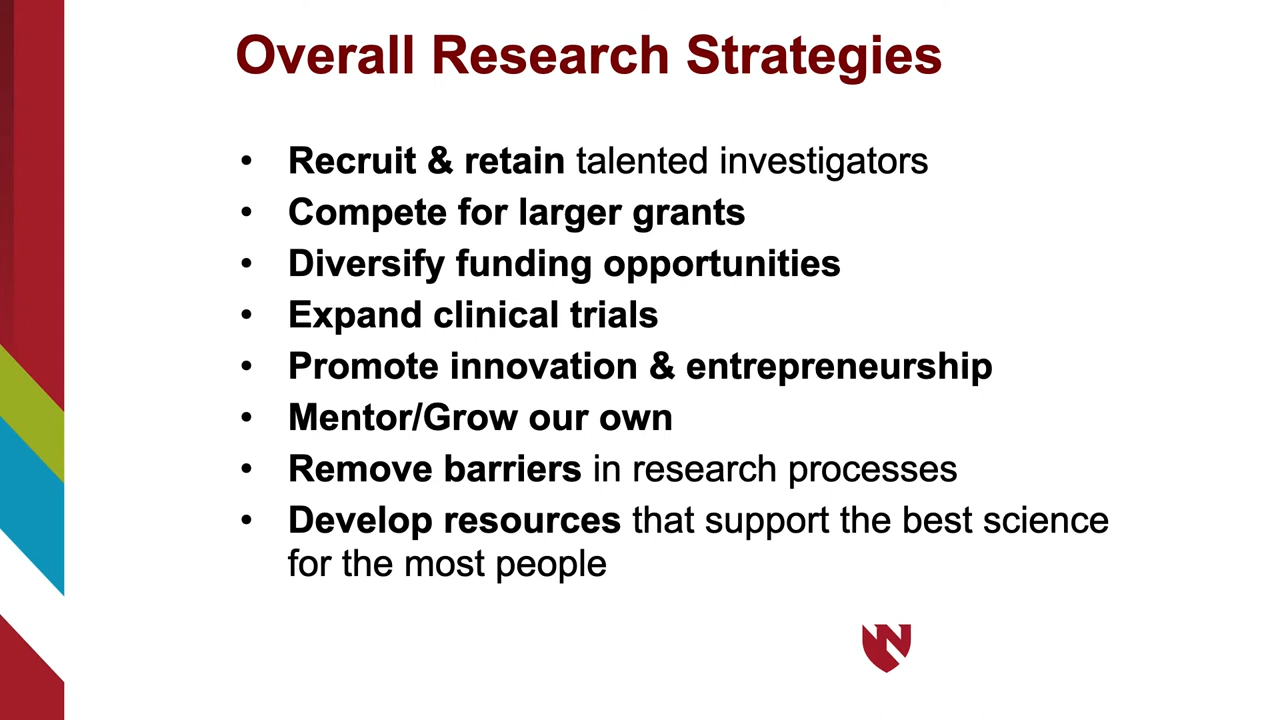 Overall Research Strategies
• Recruit & retain talented investigators
• Compete for larger grants
• Diversify funding opportunities
• Expand clinical trials
• Promote innovation & entrepreneurship
• Mentor/Grow our own
• Remove barriers in research processes
• Develop resources that support the best science
for the most people